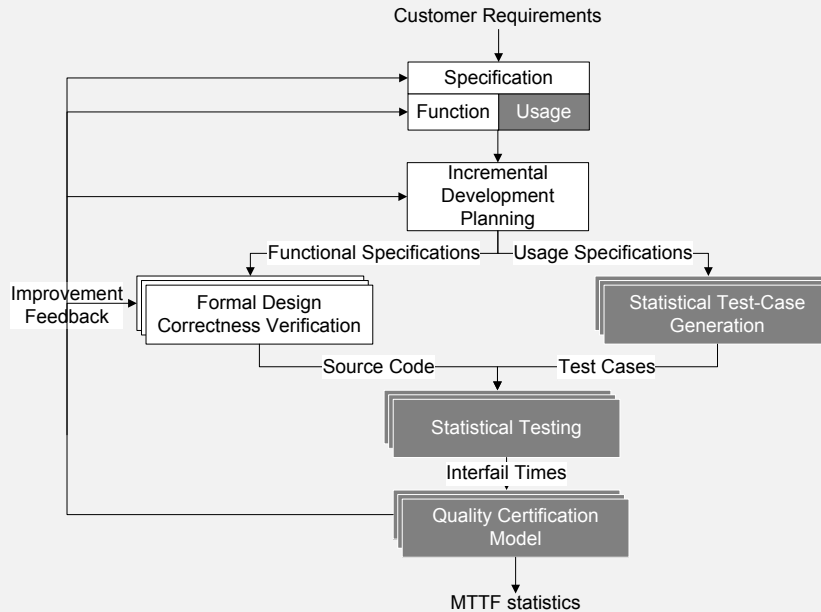 Customer Requirements
Specification
Function
Usage
Incremental
Development
Planning
Functional Specifications
Usage Specifications
Improvement
Feedback
Formal Design
Correctness Verification
Statistical Test-Case
Generation
Source Code
Test Cases
Statistical Testing
Interfail Times
Quality Certification
Model
MTTF statistics